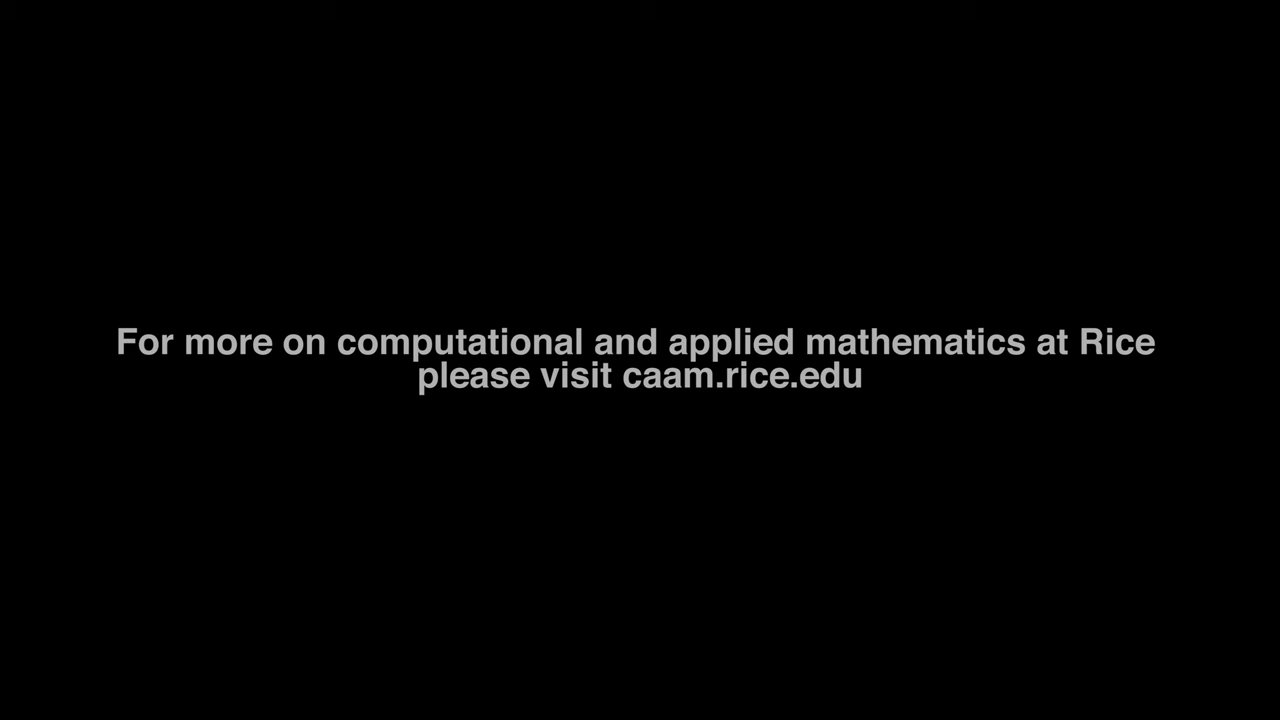 For more on computational and applied mathematics at Rice
please visit caam.rice.edu